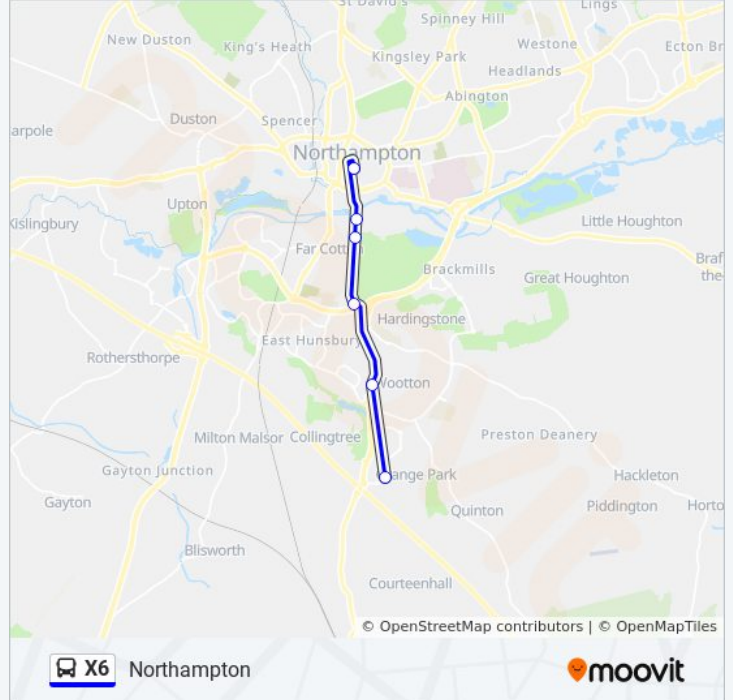 St David's
Lings
Spinney Hill
New Duston
King's Heath
Westone
Ecton Br
Kingsley Park
Headlands
Abington
Duston
Spencer
arpole
Northampton
Upton
Kislingbury
Little Houghton
Far Cott
Braf
the
Brackmills
Great Houghton
Hardingstone
East Hunsbury
Rothersthorpe
Wootton
Milton Malsor
Collingtree
Preston Deanery
Gayton Junction
ange Park
Hackleton
Gayton
Quinton
Piddington
Horto
Blisworth
Courteenhall
© OpenStreetMap contributors | © OpenMapTiles
X6 Northampton
moovit